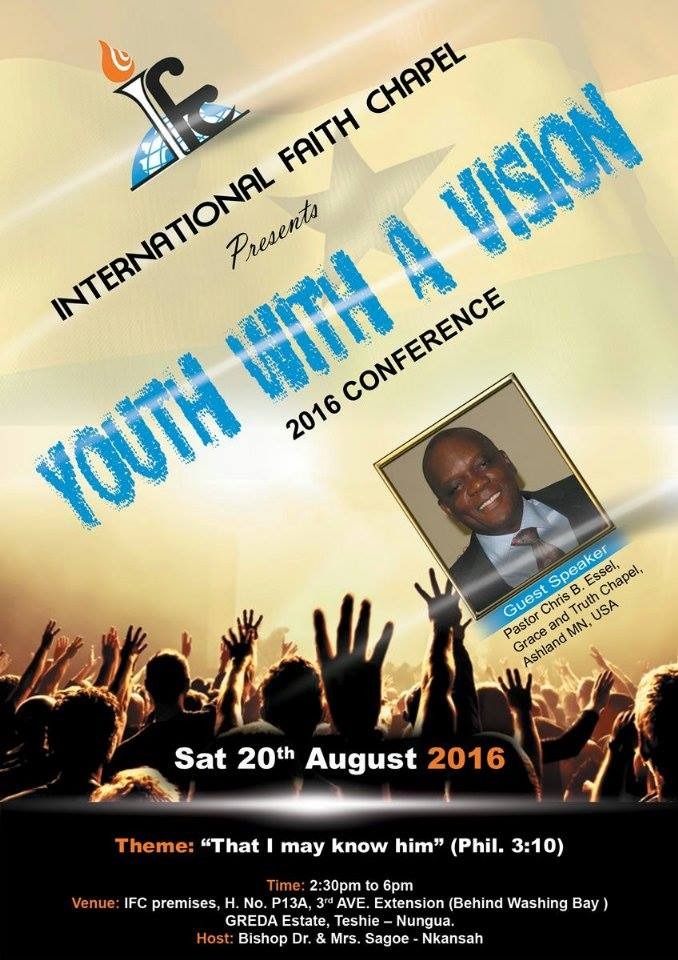 ifc
INTERNATIONAL FAITH CHAPEL
Presents
YOUTH WITH A VISION
2016 CONFERENCE
Guest Speaker
Pastor Chris B. Essel,
Grace and Truth Chapel,
Ashland MN, USA
Sat 20th August 2016
Theme: “That I may know him” (Phil. 3:10)
Time: 2:30pm to 6pm
Venue: IFC premises, H. No. P13A, 3rd AVE. Extension (Behind Washing Bay )
GREDA Estate, Teshie – Nungua.
Host: Bishop Dr. & Mrs. Sagoe - Nkansah